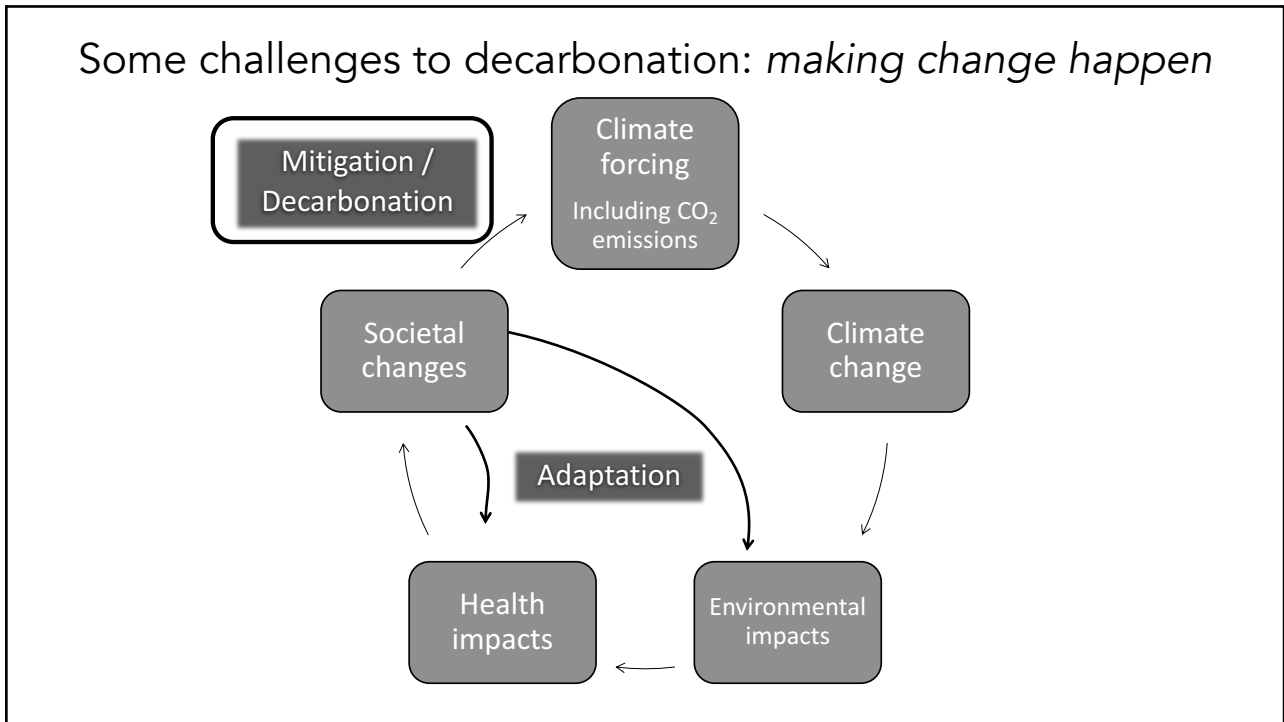 Some challenges to decarbonation: making change happen
Mitigation /
Decarbonation
Climate
forcing
Including CO₂
emissions
Societal
changes
Climate
change
Adaptation
Health
impacts
Environmental
impacts